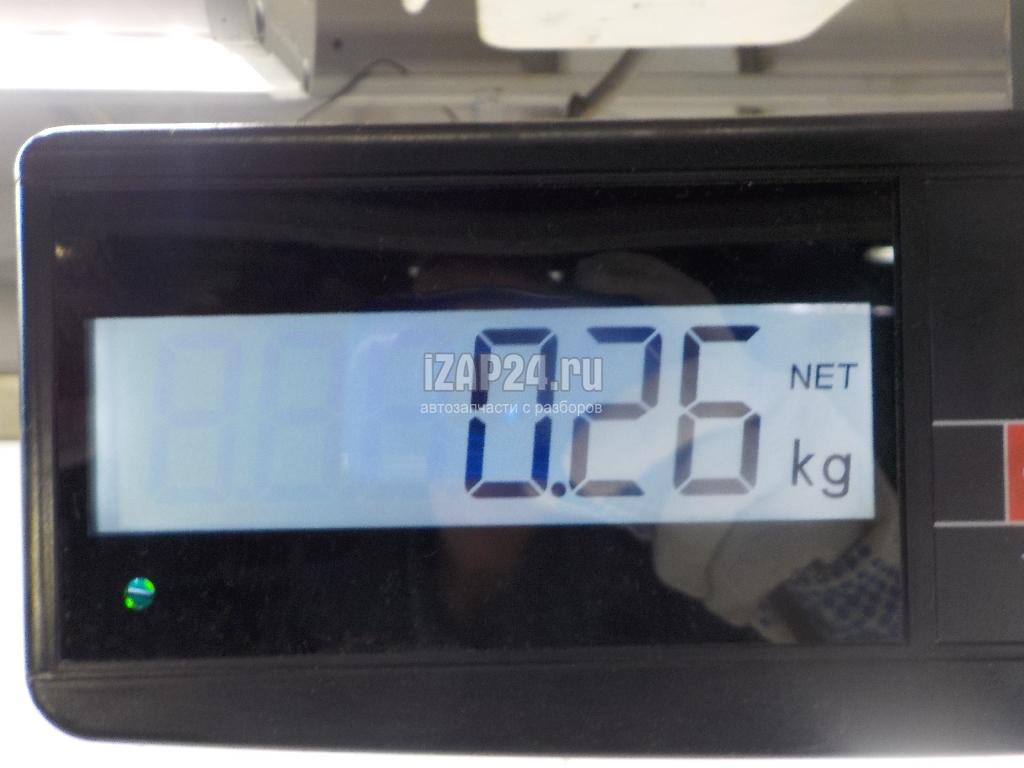 0.26
NET
kg
iZAP24.ru
автозапчасти с разборов